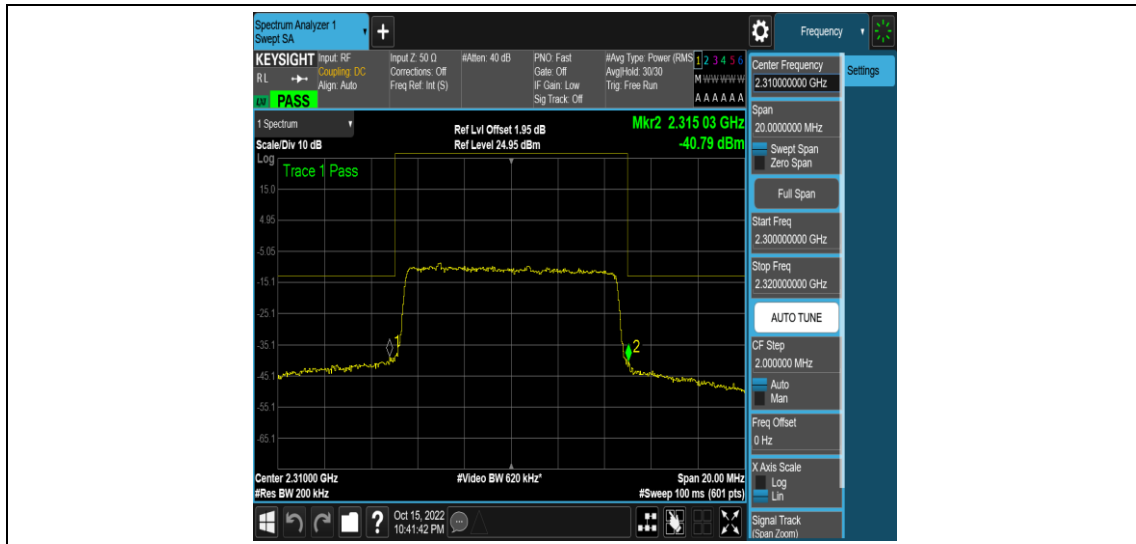 Spectrum Analyzer 1
Swept SA
+
Frequency
KEYSIGHT
RL
LXI PASS
Input: RF
Coupling: DC
Align: Auto
Input Z: 50 Ω
Corrections: Off
Freq Ref: Int (S)
#Atten: 40 dB
PNO: Fast
Gate: Off
IF Gain: Low
Sig Track: Off
#Avg Type: Power (RMS
Avg|Hold: 30/30
Trig: Free Run
1 2 3 4 5 6
M W W W W W
A A A A A A
1 Spectrum
Scale/Div 10 dB
Ref Lvl Offset 1.95 dB
Ref Level 24.95 dBm
Mkr2 2.315 03 GHz
-40.79 dBm
Log
Trace 1 Pass
15.0
4.95
-5.05
-15.1
-25.1
-35.1
-45.1
-55.1
-65.1
1
2
Center 2.31000 GHz
#Res BW 200 kHz
#Video BW 620 kHz*
Span 20.00 MHz
#Sweep 100 ms (601 pts)
Center Frequency
2.310000000 GHz
Settings
Span
20.0000000 MHz
Swept Span
Zero Span
Full Span
Start Freq
2.300000000 GHz
Stop Freq
2.320000000 GHz
AUTO TUNE
CF Step
2.000000 MHz
Auto
Man
Freq Offset
0 Hz
X Axis Scale
Log
Lin
Signal Track
(Span Zoom)
?
Oct 15, 2022
10:41:42 PM